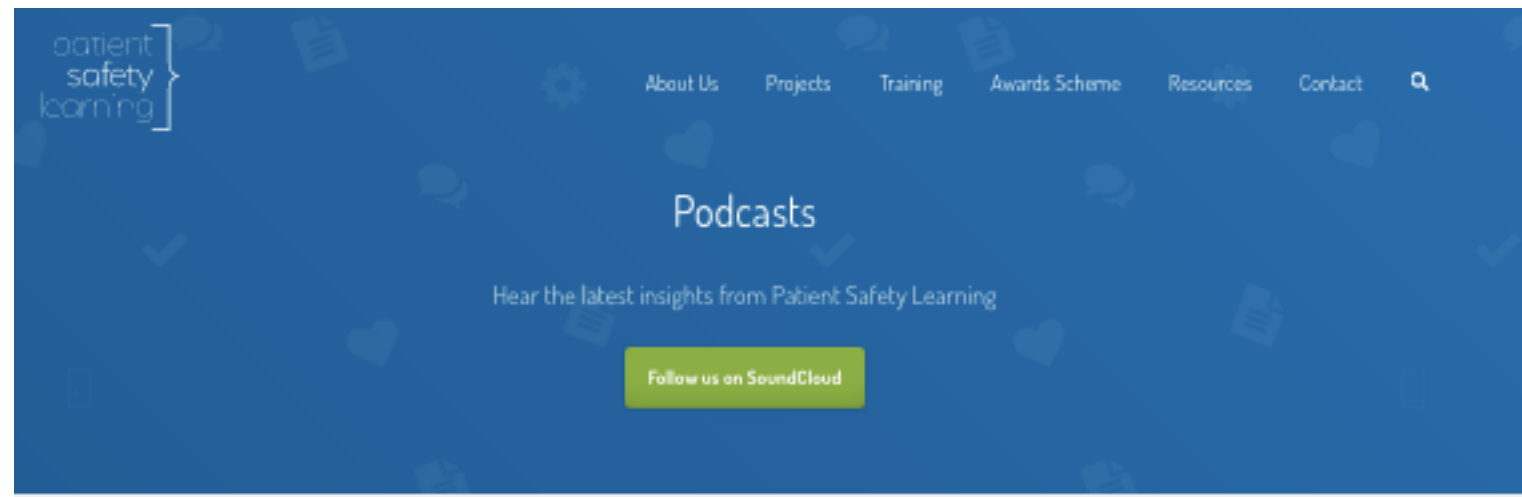 patient
safety
learning
About Us Projects Training Awards Scheme Resources Contact
Podcasts
Hear the latest insights from Patient Safety Learning
Follow us on SoundCloud